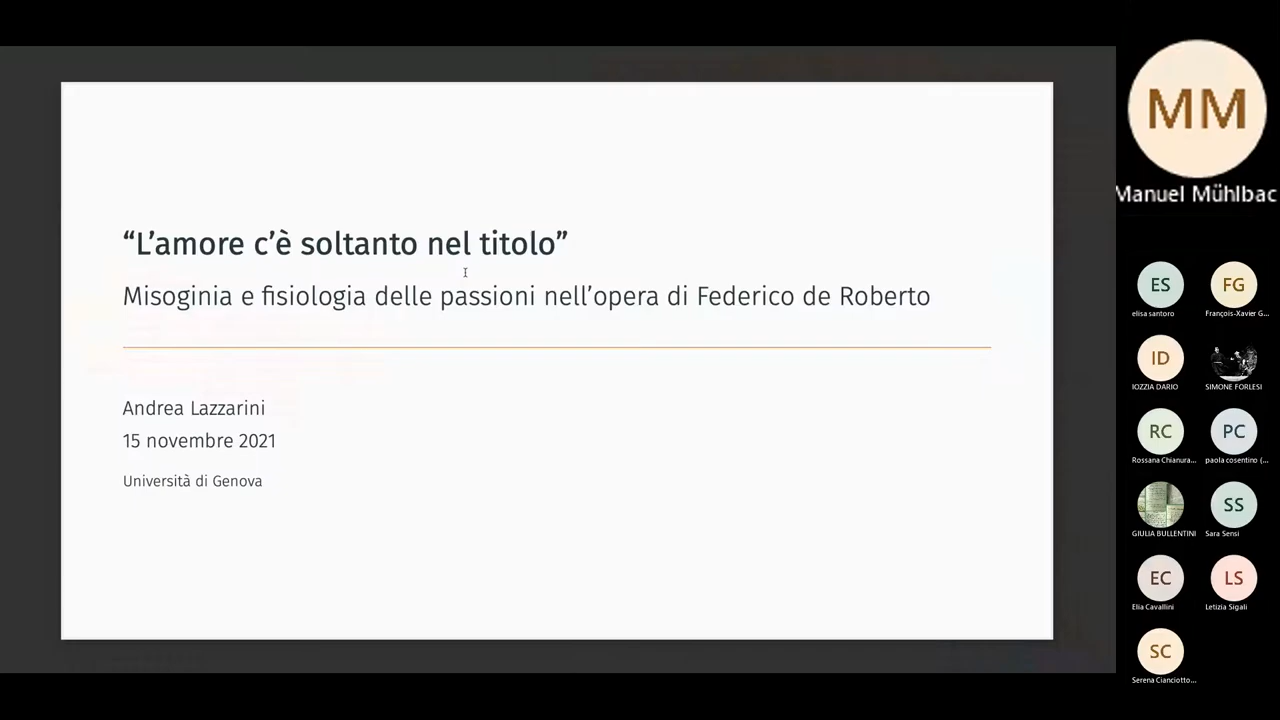 “L’amore c’è soltanto nel titolo”
Misoginia e fisiologia delle passioni nell’opera di Federico de Roberto
Andrea Lazzarini
15 novembre 2021
Università di Genova
MM
Manuel Mühlbac
ES
FG
elisa santoro
François-Xavier G...
ID
IOZZIA DARIO
SIMONE FORLESI
RC
PC
Rossana Chianura...
paola cosentino (...
SS
GIULIA BULLENTINI
Sara Sensi
EC
LS
Elia Cavallini
Letizia Sigali
SC
Serena Cianciotto...